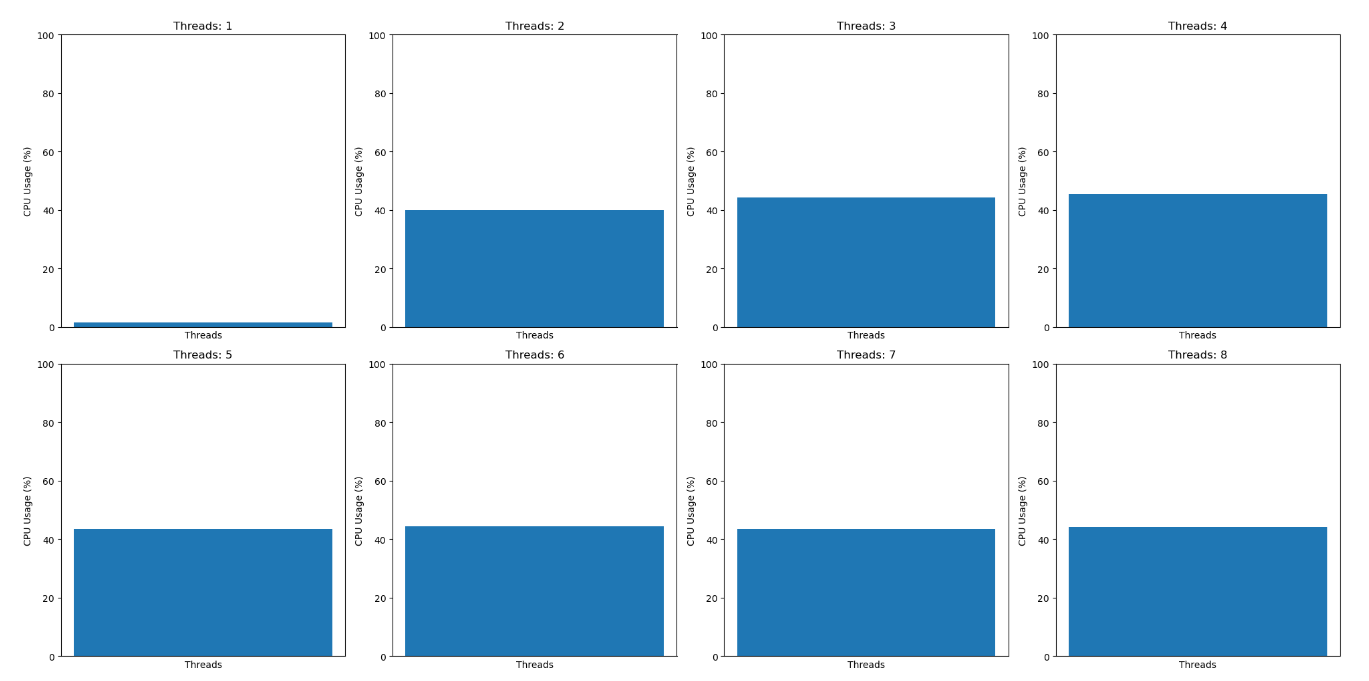 Threads: 1
100
80
60
40
20
0
CPU Usage (%)
Threads
Threads: 2
100
80
60
40
20
0
CPU Usage (%)
Threads
Threads: 3
100
80
60
40
20
0
CPU Usage (%)
Threads
Threads: 4
100
80
60
40
20
0
CPU Usage (%)
Threads
Threads: 5
100
80
60
40
20
0
CPU Usage (%)
Threads
Threads: 6
100
80
60
40
20
0
CPU Usage (%)
Threads
Threads: 7
100
80
60
40
20
0
CPU Usage (%)
Threads
Threads: 8
100
80
60
40
20
0
CPU Usage (%)
Threads